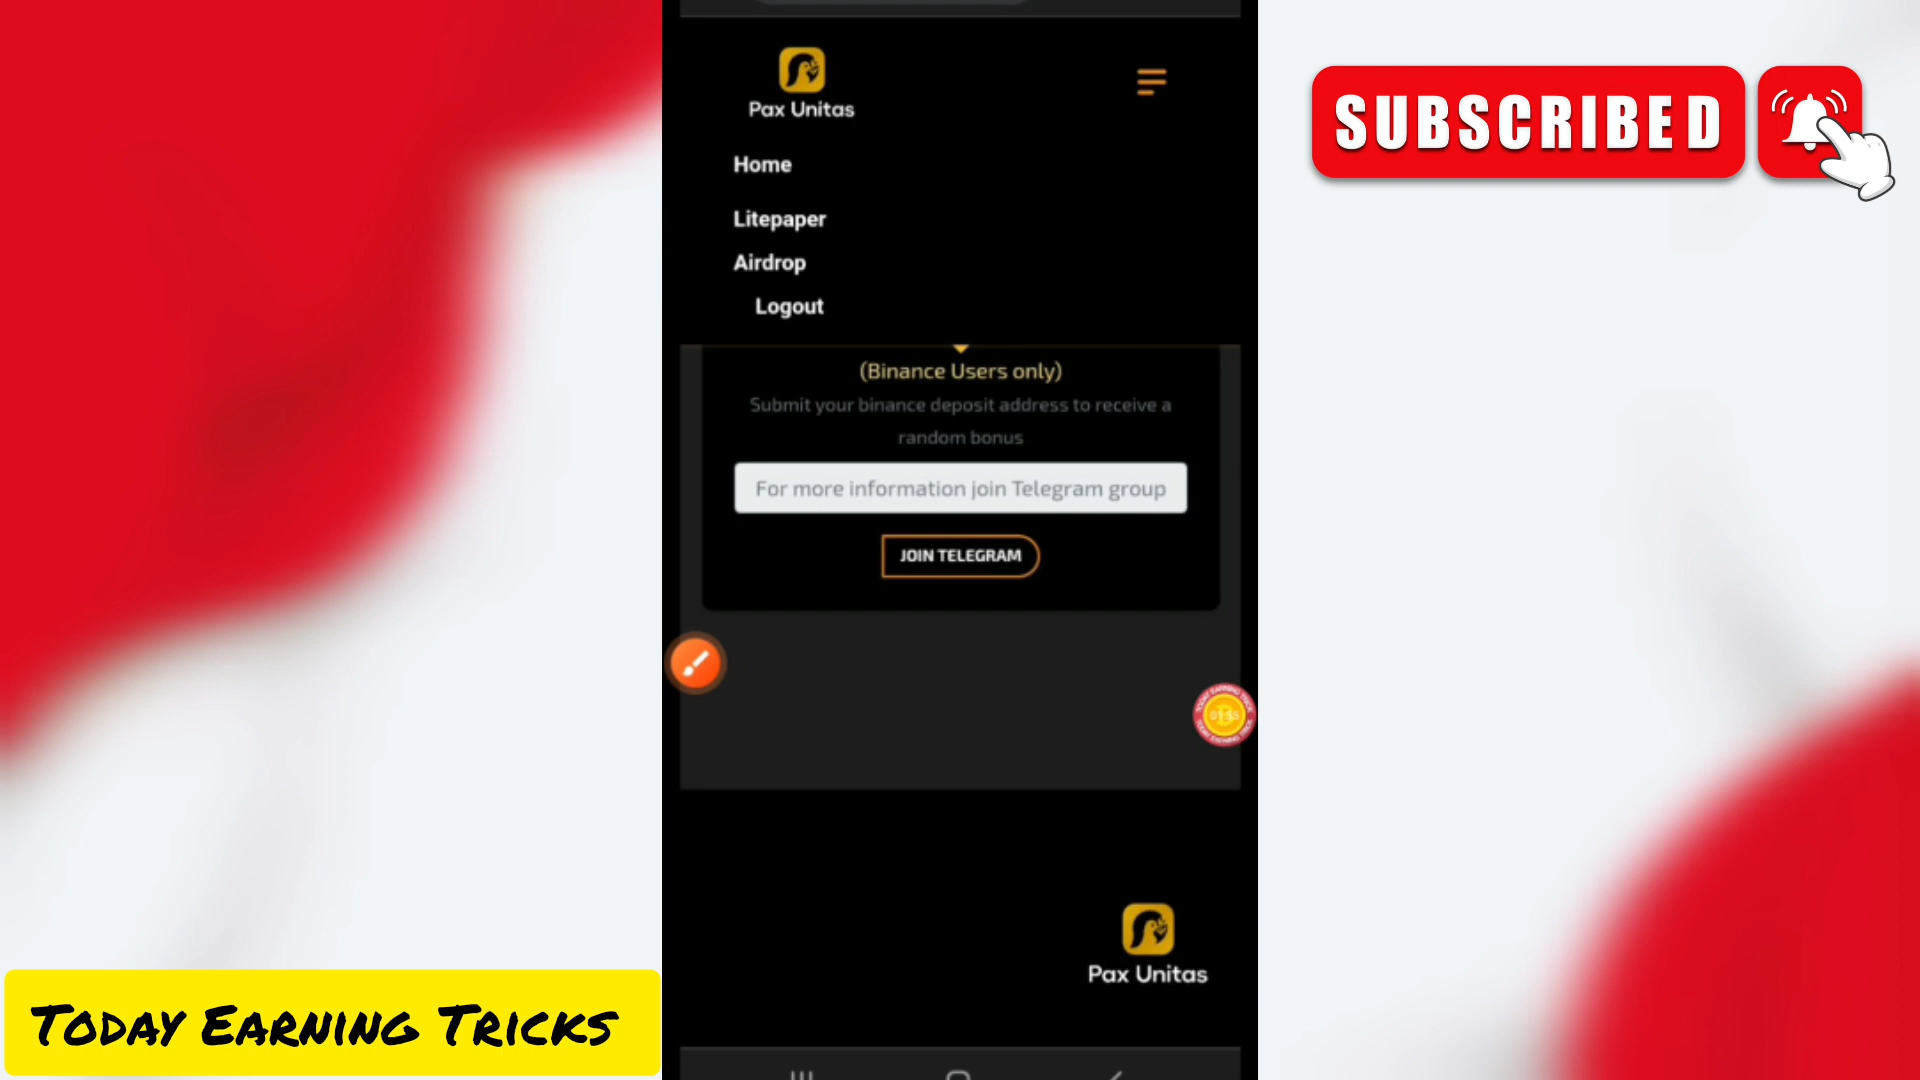 Pax Unitas
SUBSCRIBED
Home
Litepaper
Airdrop
Logout
(Binance Users only)
Submit your binance deposit address to receive a
random bonus
For more information join Telegram group
JOIN TELEGRAM
Pax Unitas
TODAY EARNING TRICKS